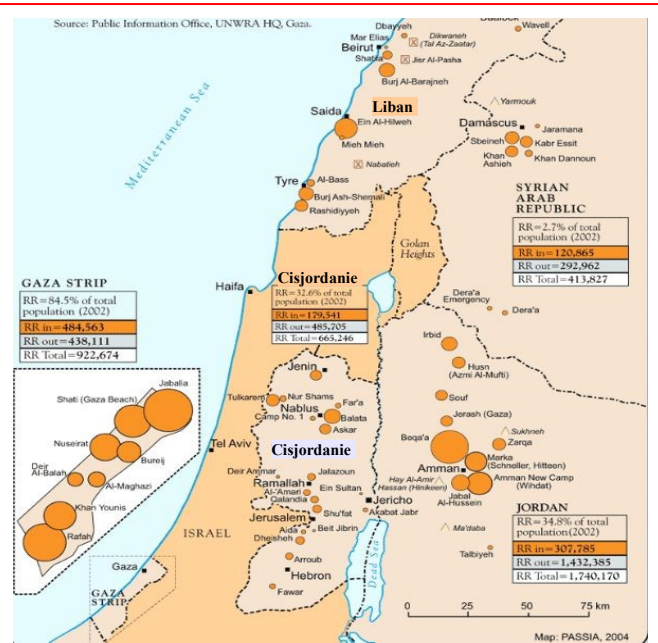 Source: Public Information Office, UNWRA HQ, Gaza.
Dbayyeh
Wavell
Mar Elias
Dikwaneh
(Tal Az-Zaatar)
Beirut
Shatila
Jisr Al-Pasha
Burj Al-Barajneh
Mediterranean Sea
Liban
Yarmouk
Saida
Ein Al-Hilweh
Mieh Mieh
Damascus
Jaramana
Sbeineh
Kabr Essit
Khan
Ashieh
Khan Dannoun
Nabatieh
Tyre
Al-Bass
Burj Ash-Shemali
Rashidiyyeh
SYRIAN
ARAB
REPUBLIC
RR=2.7% of total
population (2002)
RR in=120,865
RR out=292,962
RR Total=413,827
Golan
Heights
GAZA STRIP
RR=84.5% of total
population (2002)
RR in=484,563
RR out=438,111
RR Total=922,674
Haifa
Cisjordanie
RR=32.6% of total
population (2002)
RR in=179,541
RR out=485,705
RR Total=665,246
Dera'a
Emergency
Dera'a
Irbid
Husn
(Azmi Al-Mufti)
Jenin
Jabalia
Shati (Gaza Beach)
Nuseirat
Bureij
Deir
Al-Balah
Al-Maghazi
Khan Younis
Rafah
Tulkarem
Nur Shams
Far'a
Nablus
Camp No. 1
Balata
Askar
Souf
Jerash (Gaza)
Sukhneh
Beqa'a
Zarqa
Tel Aviv
Cisjordanie
Amman
Marka
(Schneller, Hitteen)
Deir Ammar
Jalazoun
Ramallah
Hay Al-Amir
Hassan (Hinikeen)
Amman New Camp
(Wihdat)
Al-'Amari
Ein Sultan
Qalandia
Jericho
Jabal
Al-Hussein
Shu'fat
Aqabat Jabr
Jerusalem
ISRAEL
Aida
Beit Jibrin
Dheisheh
Ma'daba
Talbiyeh
JORDAN
RR=34.8% of total
population(2002)
RR in=307,785
RR out=1,432,385
RR Total=1,740,170
Arroub
Dead Sea
Gaza
GAZA
STRIP
Hebron
Fawar
0 25 50 75 km
Map: PASSIA, 2004